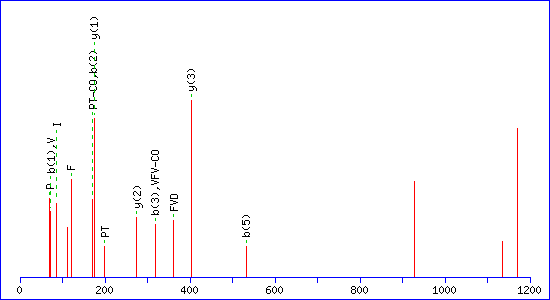 P
b(1),V
I
F
PT-CO,b(2)
y(1)
PT
y(2)
b(3),VFV-CO
FVD
y(3)
b(5)
0 200 400 600 800 1000 1200